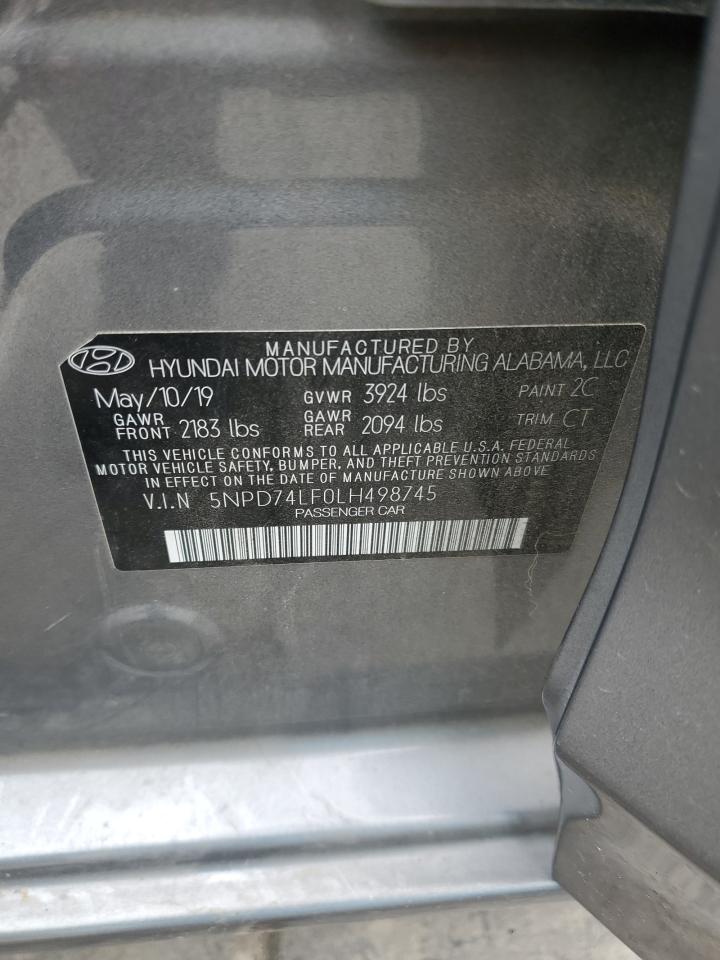 MANUFACTURED BY
HYUNDAI MOTOR MANUFACTURING ALABAMA, LLC
May/10/19 GVWR 3924 lbs PAINT 2C
GAWR FRONT 2183 lbs GAWR REAR 2094 lbs TRIM CT
THIS VEHICLE CONFORMS TO ALL APPLICABLE U.S.A. FEDERAL
MOTOR VEHICLE SAFETY, BUMPER, AND THEFT PREVENTION STANDARDS
IN EFFECT ON THE DATE OF MANUFACTURE SHOWN ABOVE.
V.I.N 5NPD74LF0LH498745
PASSENGER CAR